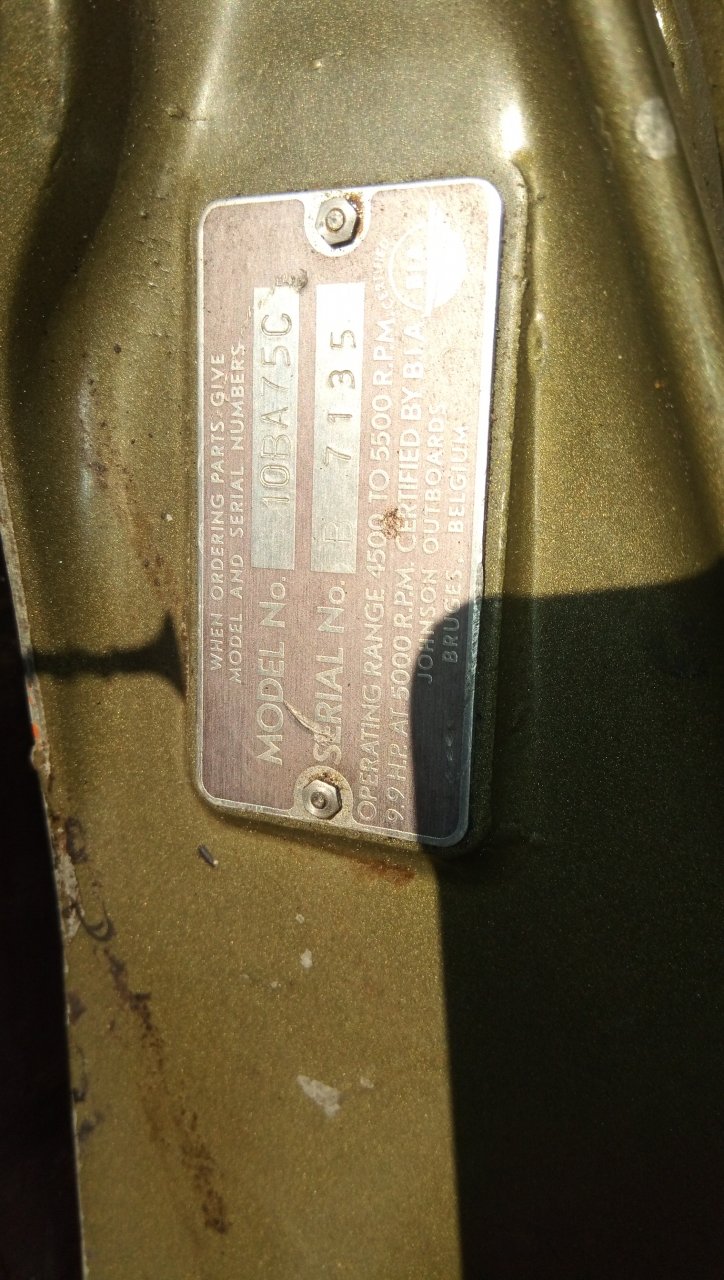 WHEN ORDERING PARTS GIVE
MODEL AND SERIAL NUMBERS
MODEL No. 10BA75C
SERIAL No. B 7135
OPERATING RANGE 4500 TO 5500 R.P.M.
9.9 H.P. AT 5000 R.P.M. CERTIFIED BY B.I.A.
JOHNSON OUTBOARDS
BRUGES . BELGIUM